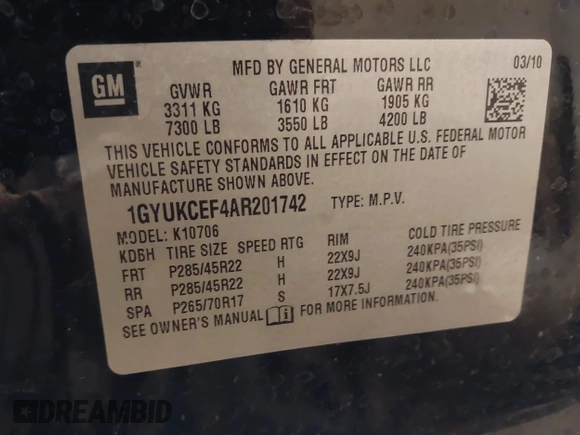 GM
MFD BY GENERAL MOTORS LLC 03/10
GVWR GAWR FRT GAWR RR
3311 KG 1610 KG 1905 KG
7300 LB 3550 LB 4200 LB
THIS VEHICLE CONFORMS TO ALL APPLICABLE U.S. FEDERAL MOTOR
VEHICLE SAFETY STANDARDS IN EFFECT ON THE DATE OF
MANUFACTURE SHOWN ABOVE.
1GYUKCEF4AR201742 TYPE: M.P.V.
MODEL: K10706
KD6H TIRE SIZE SPEED RTG RIM COLD TIRE PRESSURE
FRT P285/45R22 H 22X9J 240KPA(35PSI)
RR P285/45R22 H 22X9J 240KPA(35PSI)
SPA P265/70R17 S 17X7.5J 240KPA(35PSI)
SEE OWNER'S MANUAL FOR MORE INFORMATION.
DREAMBID